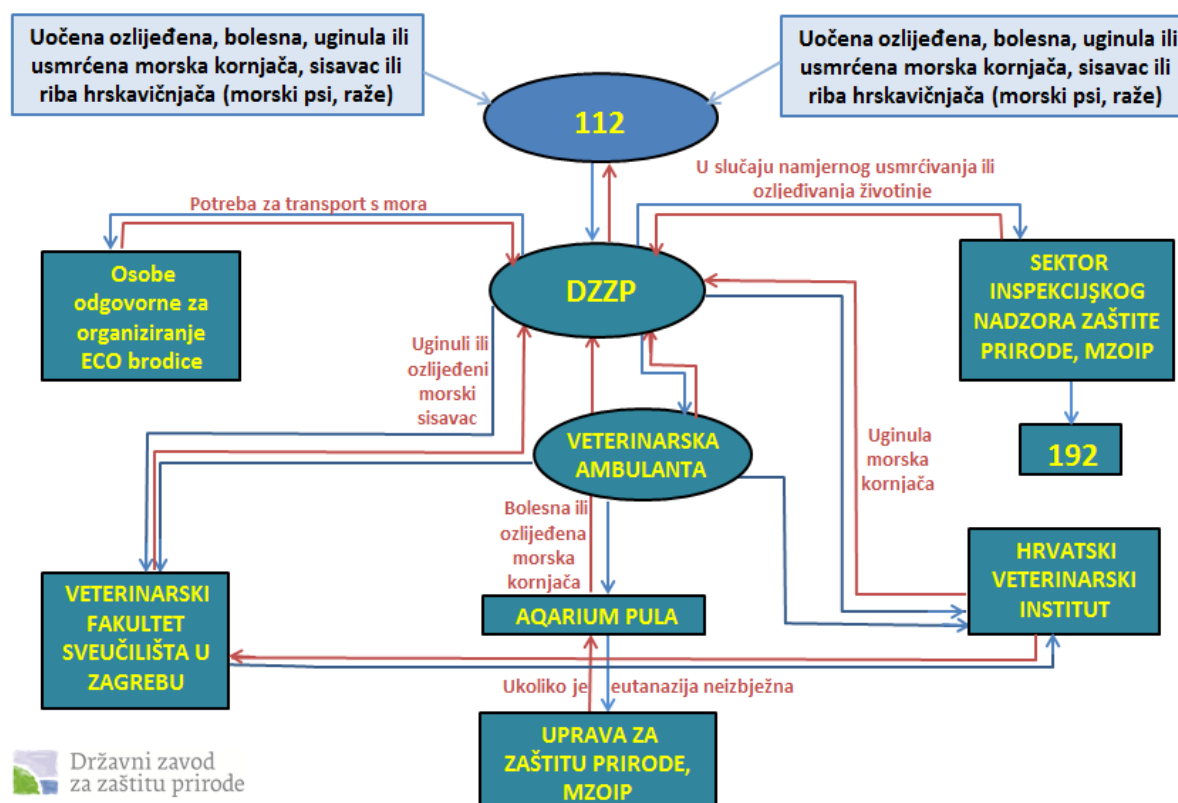 Uočena ozlijeđena, bolesna, uginula ili
usmrćena morska kornjača, sisavac ili
riba hrskavičnjača (morski psi, raže)
Uočena ozlijeđena, bolesna, uginula ili
usmrćena morska kornjača, sisavac ili
riba hrskavičnjača (morski psi, raže)
112
U slučaju namjernog usmrćivanja ili
ozljeđivanja životinje
Potreba za transport s mora
Osobe
odgovorne za
organiziranje
ECO brodice
DZZP
SEKTOR
INSPEKCIJSKOG
NADZORA ZAŠTITE
PRIRODE, MZOIP
Uginuli ili
ozlijeđeni
morski
sisavac
VETERINARSKA
AMBULANTA
Uginula
morska
kornjača
192
Bolesna ili
ozlijeđena
morska
kornjača
VETERINARSKI
FAKULTET
SVEUČILIŠTA U
ZAGREBU
AQARIUM PULA
HRVATSKI
VETERINARSKI
INSTITUT
Ukoliko je eutanazija neizbježna
UPRAVA ZA
ZAŠTITU PRIRODE,
MZOIP
Državni zavod
za zaštitu prirode